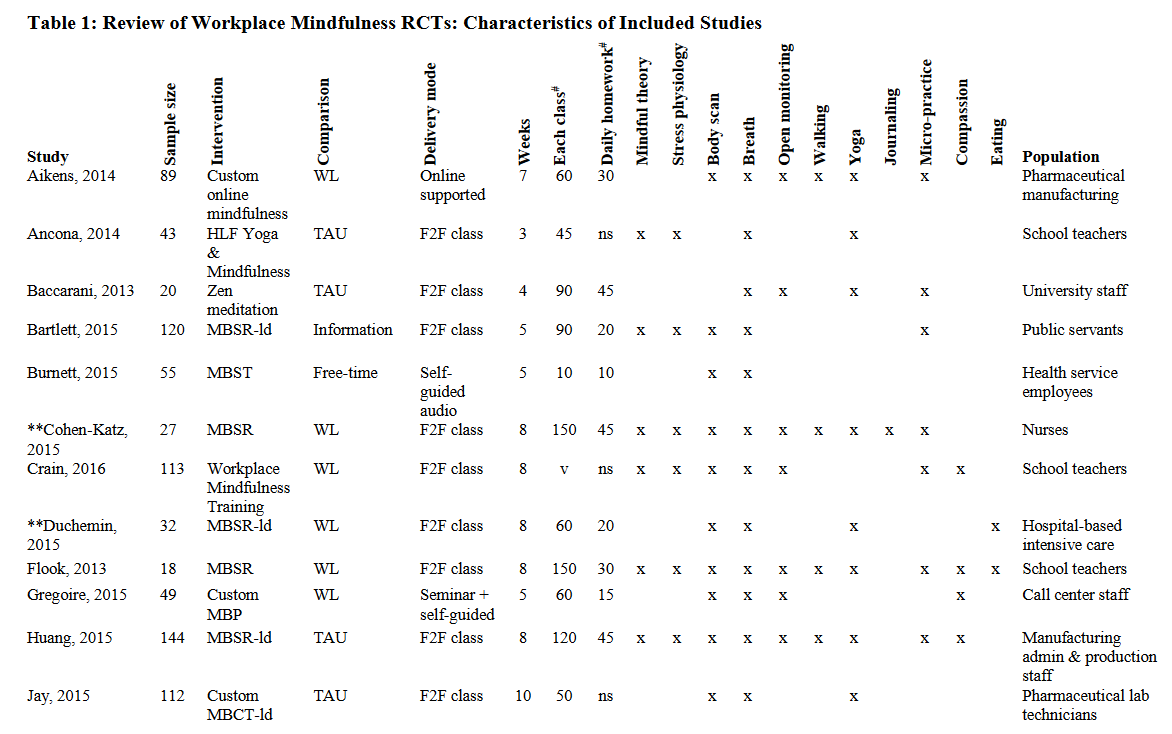 Table 1: Review of Workplace Mindfulness RCTs: Characteristics of Included Studies
Study Sample size Intervention Comparison Delivery mode Weeks Each class# Daily homework# Mindful theory Stress physiology Body scan Breath Open monitoring Walking Yoga Journaling Micro-practice Compassion Eating Population
Aikens, 2014 89 Custom WL Online 7 60 30 x x x x x x Pharmaceutical
online supported manufacturing
mindfulness
Ancona, 2014 43 HLF Yoga TAU F2F class 3 45 ns x x x x School teachers
&
Mindfulness
Baccarani, 2013 20 Zen TAU F2F class 4 90 45 x x x x University staff
meditation
Bartlett, 2015 120 MBSR-ld Information F2F class 5 90 20 x x x x x Public servants
Burnett, 2015 55 MBST Free-time Self- 5 10 10 x x Health service
guided employees
audio
**Cohen-Katz, 27 MBSR WL F2F class 8 150 45 x x x x x x x x x Nurses
2015
Crain, 2016 113 Workplace WL F2F class 8 v ns x x x x x x x School teachers
Mindfulness
Training
**Duchemin, 32 MBSR-ld WL F2F class 8 60 20 x x x x Hospital-based
2015 intensive care
Flook, 2013 18 MBSR WL F2F class 8 150 30 x x x x x x x x x x School teachers
Gregoire, 2015 49 Custom WL Seminar + 5 60 15 x x x x Call center staff
MBP self-guided
Huang, 2015 144 MBSR-ld TAU F2F class 8 120 45 x x x x x x x x x Manufacturing
admin & production
staff
Jay, 2015 112 Custom TAU F2F class 10 50 ns x x x Pharmaceutical lab
MBCT-ld technicians